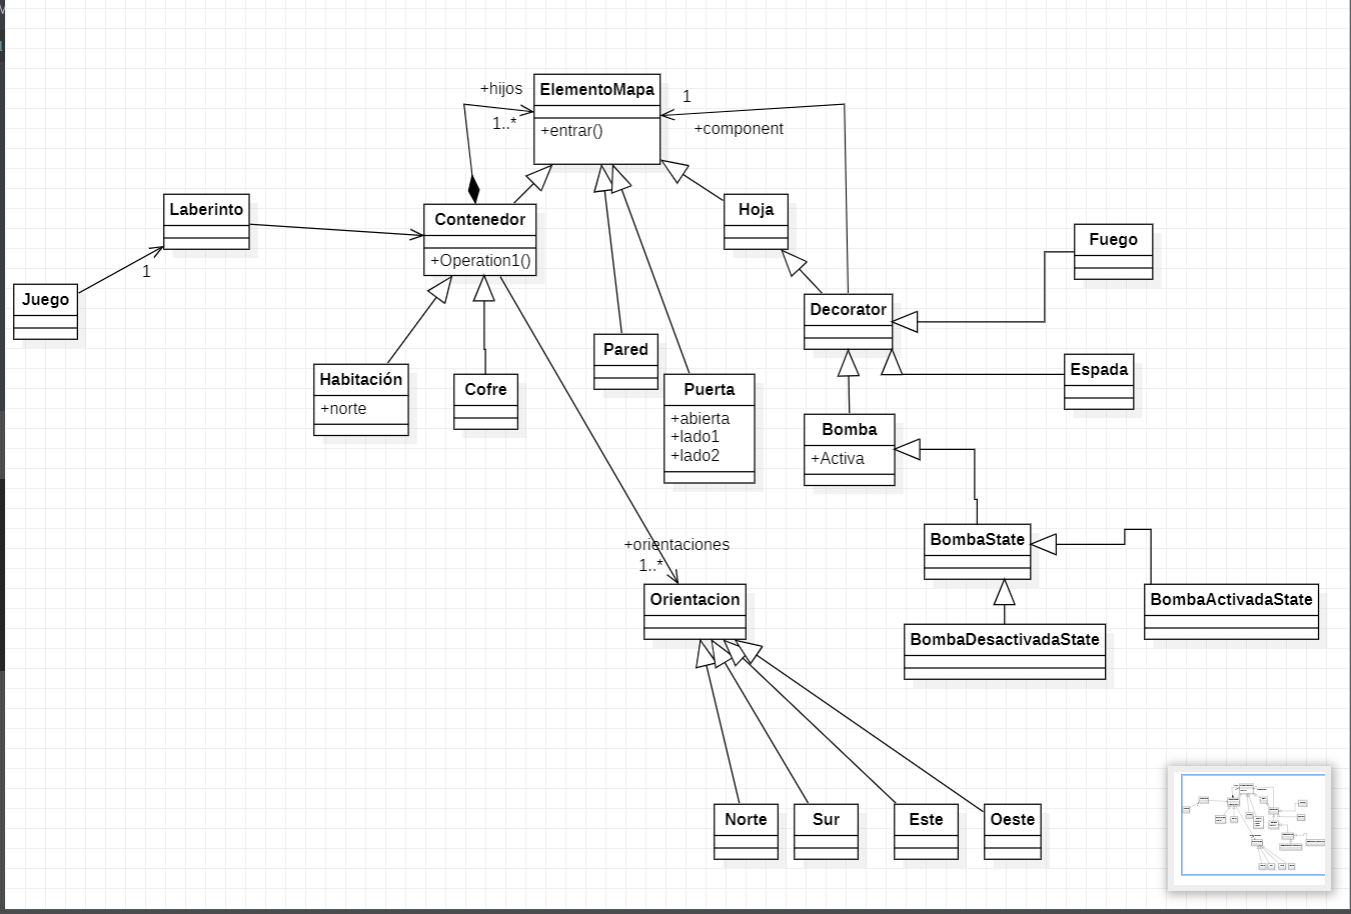 +hijos
1..*
ElementoMapa
+entrar()
1
+component
Laberinto
Contenedor
+Operation1()
Hoja
Fuego
Juego
Decorator
Pared
Espada
Habitación
+norte
Cofre
Puerta
+abierta
+lado1
+lado2
Bomba
+Activa
1
+orientaciones
1..*
BombaState
Orientacion
BombaActivadaState
BombaDesactivadaState
Norte
Sur
Este
Oeste